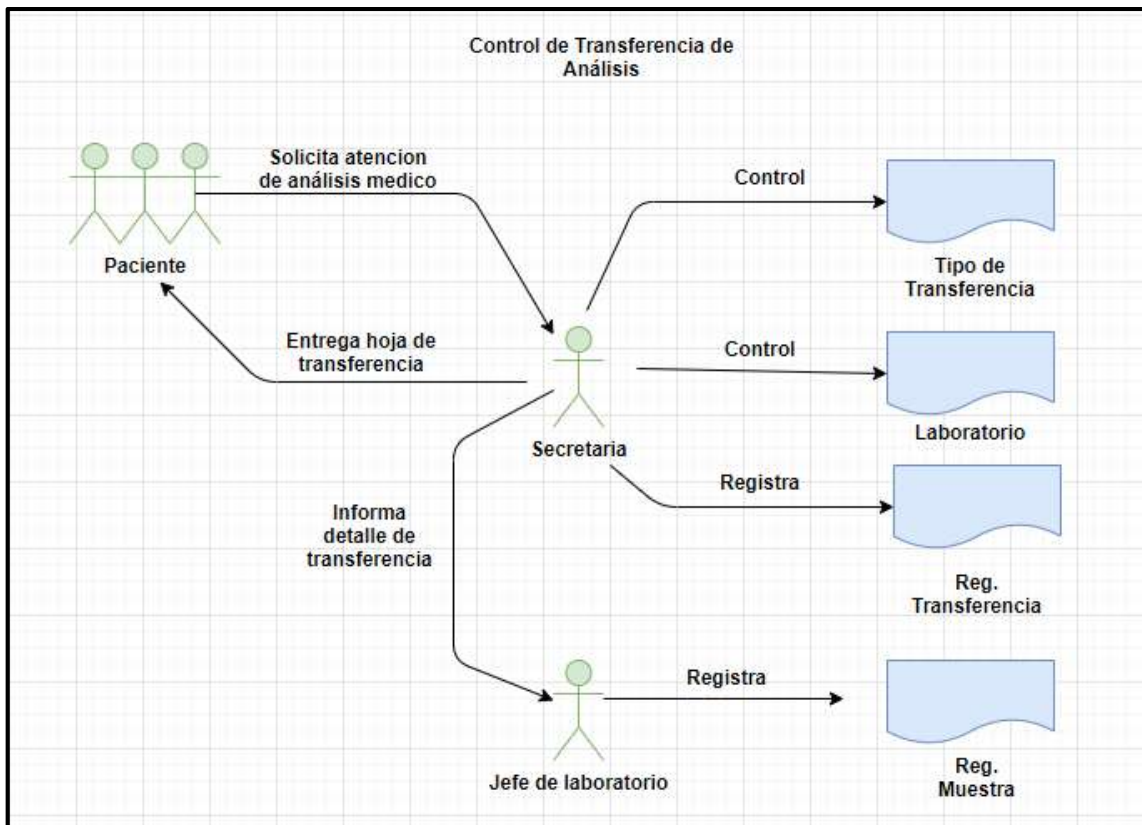 Control de Transferencia de
Análisis
Solicita atencion
de análisis medico
Control
Paciente
Tipo de
Transferencia
Entrega hoja de
transferencia
Control
Secretaria
Laboratorio
Registra
Informa
detalle de
transferencia
Reg.
Transferencia
Registra
Jefe de laboratorio
Reg.
Muestra